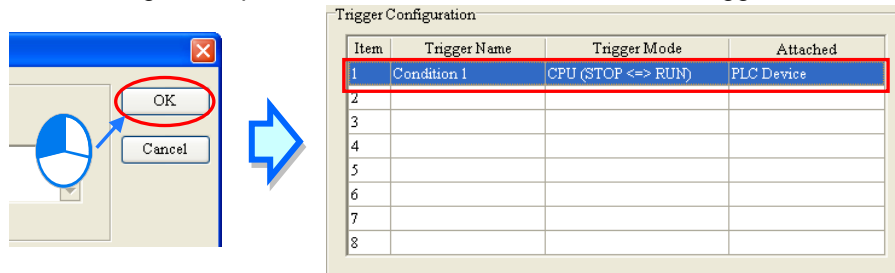 Trigger Configuration
Item Trigger Name Trigger Mode Attached
1 Condition 1 CPU (STOP <=> RUN) PLC Device
2
3
4
5
6
7
8
OK
Cancel